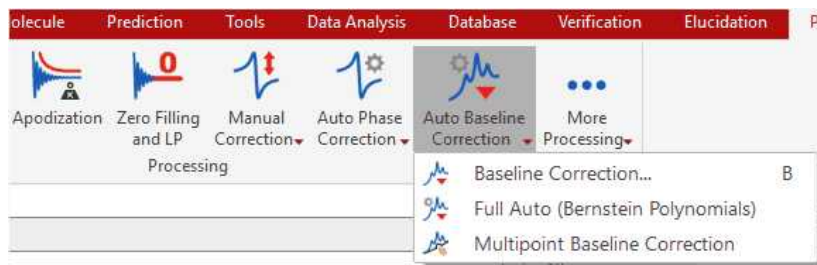 olecule Prediction Tools Data Analysis Database Verification Elucidation P
0
Apodization Zero Filling and LP Manual Correction Auto Phase Correction Auto Baseline Correction More Processing
Processing
Baseline Correction... B
Full Auto (Bernstein Polynomials)
Multipoint Baseline Correction